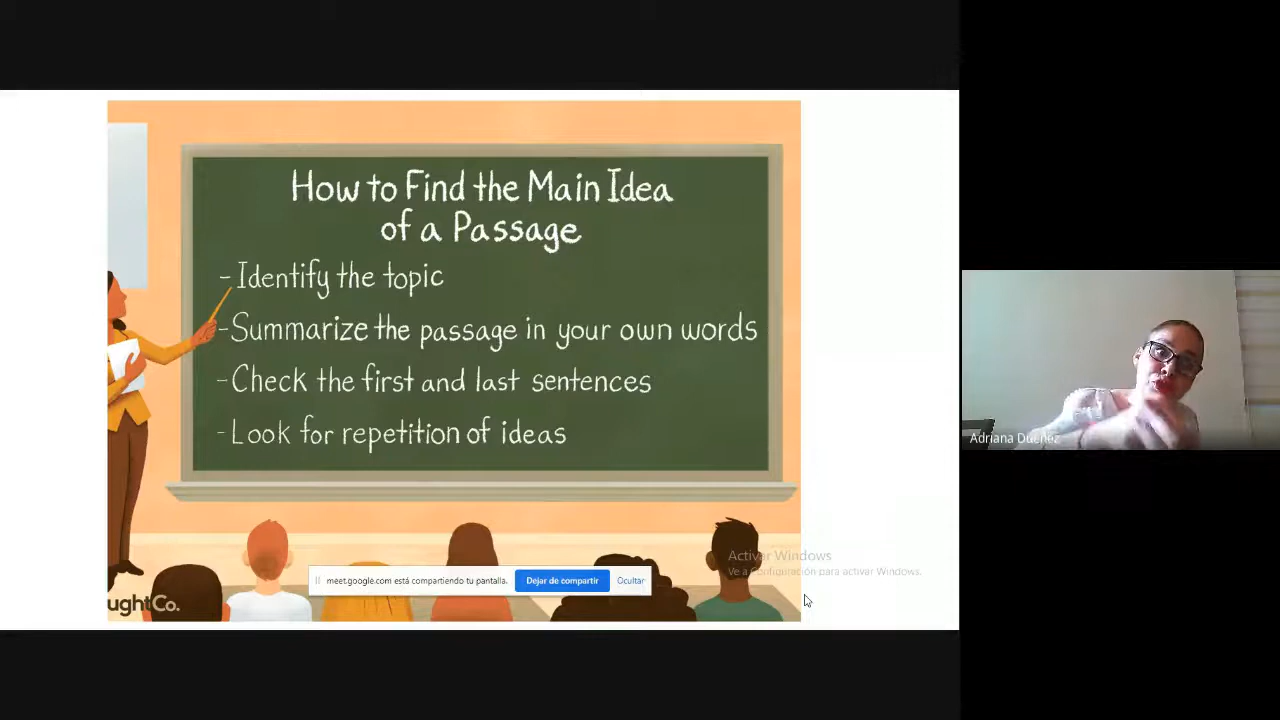 How to Find the Main Idea
of a Passage
-Identify the topic
-Summarize the passage in your own words
-Check the first and last sentences
-Look for repetition of ideas
Adriana
Activar Windows
Ve a Configuración para activar Windows.
meet.google.com está compartiendo tu pantalla.
Dejar de compartir
Ocultar
ughtCo.